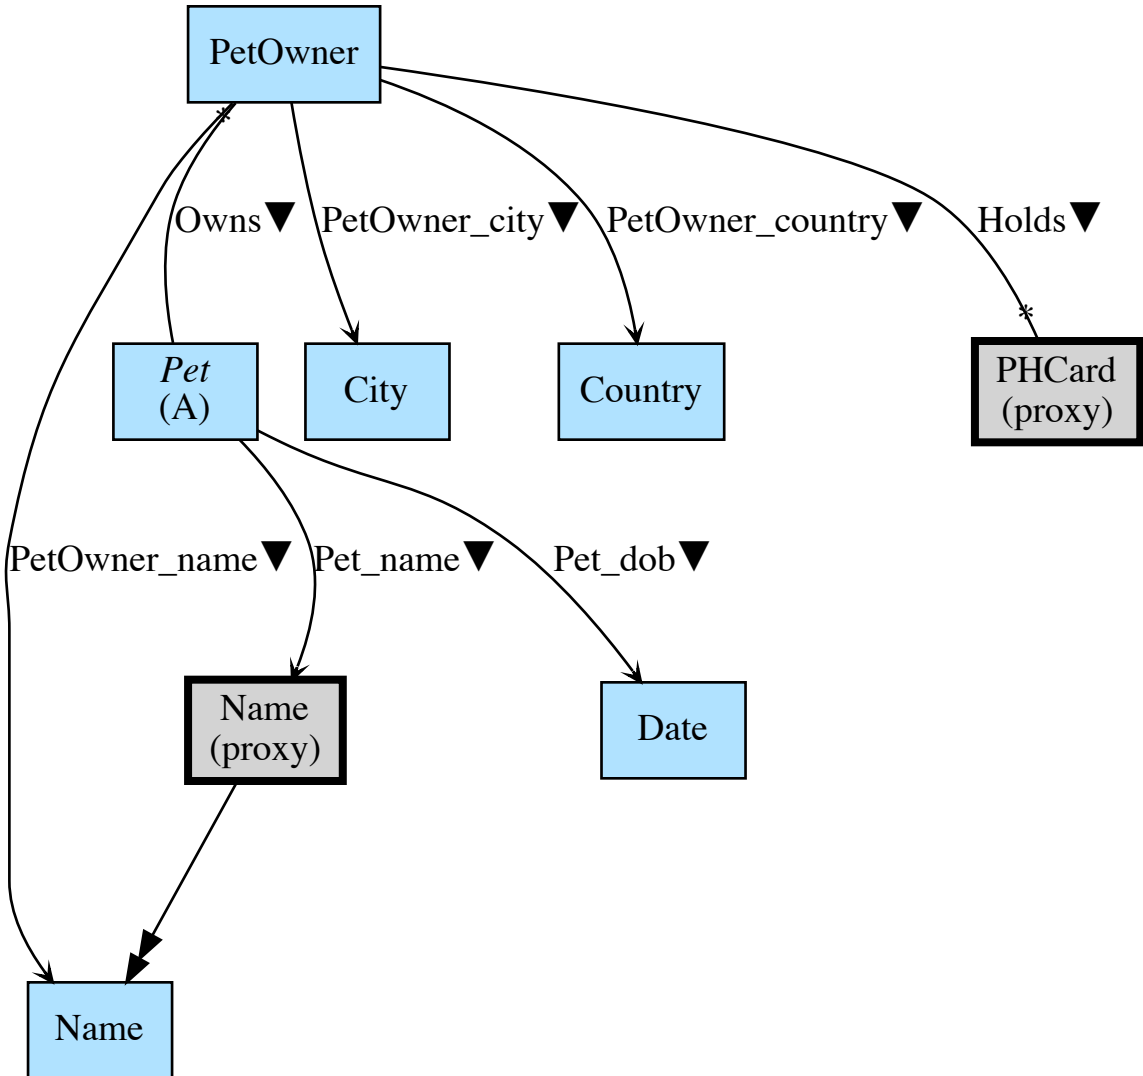 PetOwner
*
Owns▼
PetOwner_city▼
PetOwner_country▼
Holds▼
*
Pet
(A)
City
Country
PHCard
(proxy)
PetOwner_name▼
Pet_name▼
Pet_dob▼
Name
(proxy)
Date
Name